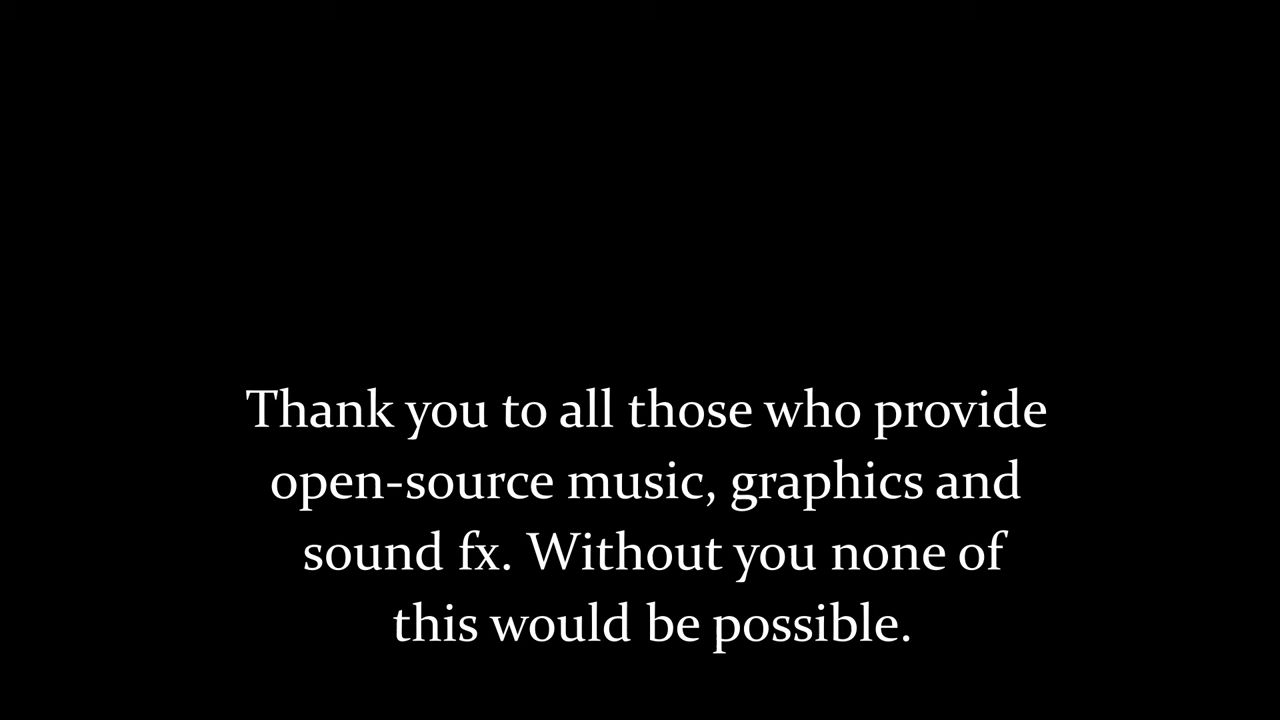 Thank you to all those who provide
open-source music, graphics and
sound fx. Without you none of
this would be possible.